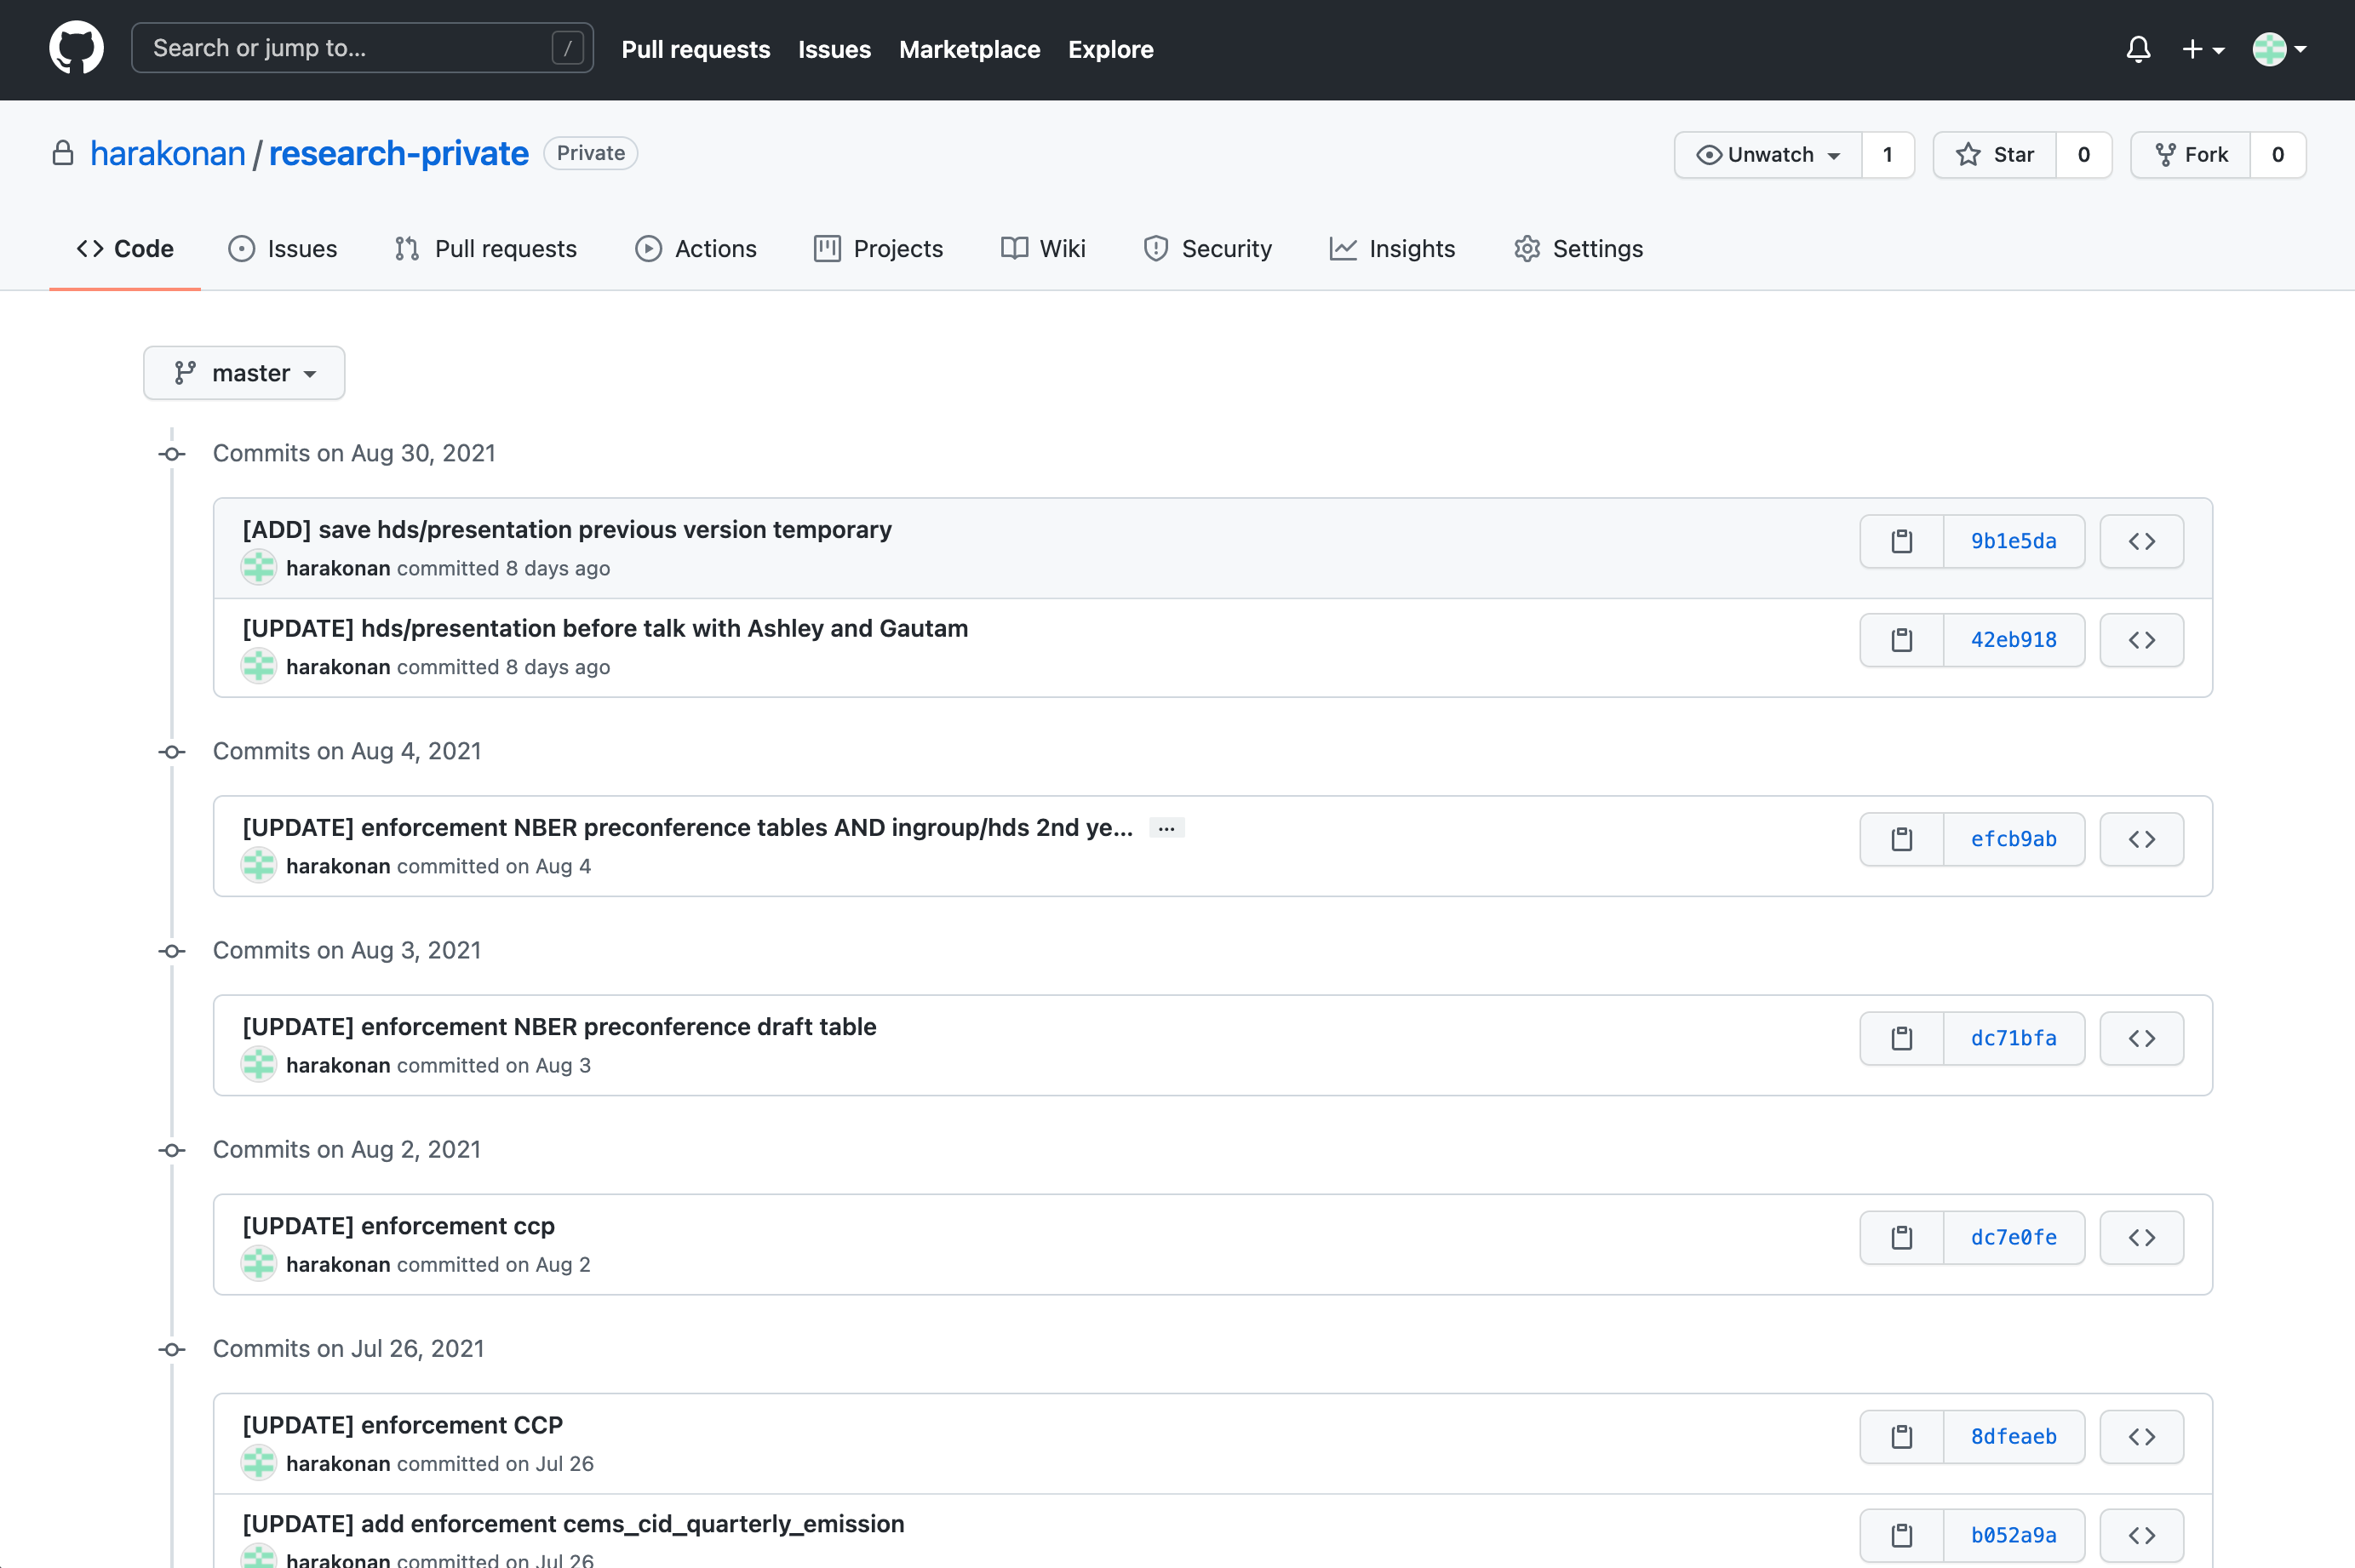 Search or jump to... /
Pull requests Issues Marketplace Explore
harakonan / research-private Private
Unwatch 1 Star 0 Fork 0
Code Issues Pull requests Actions Projects Wiki Security Insights Settings
master
Commits on Aug 30, 2021
[ADD] save hds/presentation previous version temporary
harakonan committed 8 days ago
9b1e5da
[UPDATE] hds/presentation before talk with Ashley and Gautam
harakonan committed 8 days ago
42eb918
Commits on Aug 4, 2021
[UPDATE] enforcement NBER preconference tables AND ingroup/hds 2nd ye... ...
harakonan committed on Aug 4
efcb9ab
Commits on Aug 3, 2021
[UPDATE] enforcement NBER preconference draft table
harakonan committed on Aug 3
dc71bfa
Commits on Aug 2, 2021
[UPDATE] enforcement ccp
harakonan committed on Aug 2
dc7e0fe
Commits on Jul 26, 2021
[UPDATE] enforcement CCP
harakonan committed on Jul 26
8dfeaeb
[UPDATE] add enforcement cems_cid_quarterly_emission
harakonan committed on Jul 26
b052a9a